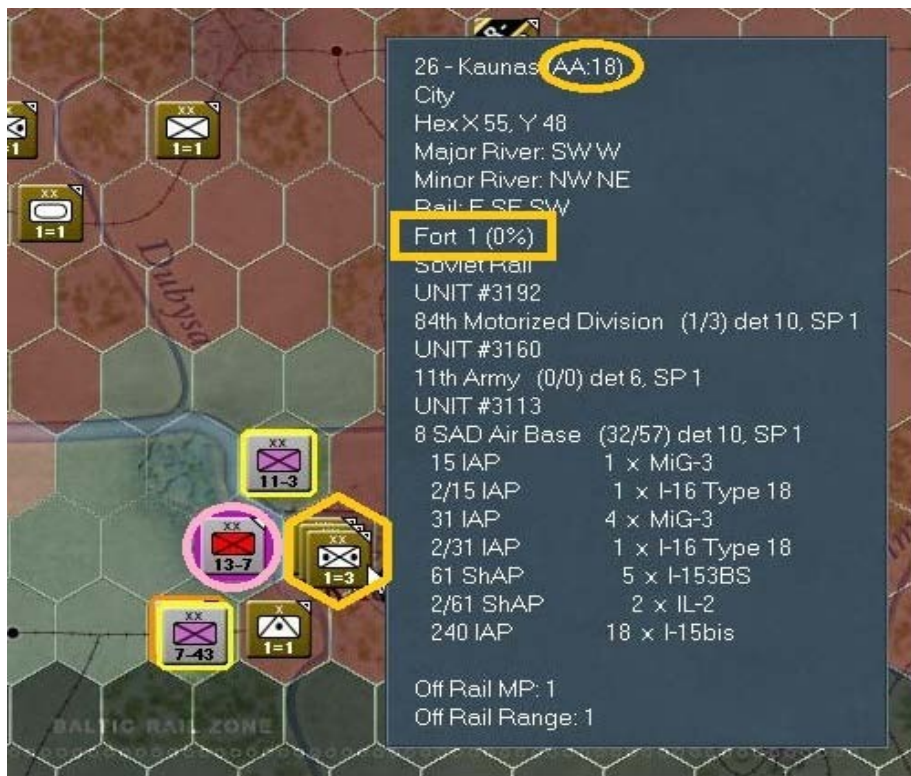 26 - Kaunas (AA:18)
City
Hex X 55, Y 48
Major River: SW W
Minor River: NW NE
Rail: E SE SW
Fort 1 (0%)
Soviet Rail
UNIT #3192
84th Motorized Division (1/3) det 10, SP 1
UNIT #3160
11th Army (0/0) det 6, SP 1
UNIT #3113
8 SAD Air Base (32/57) det 10, SP 1
15 IAP 1 x MiG-3
2/15 IAP 1 x I-16 Type 18
31 IAP 4 x MiG-3
2/31 IAP 1 x I-16 Type 18
61 ShAP 5 x I-153BS
2/61 ShAP 2 x IL-2
240 IAP 18 x I-15bis
Off Rail MP: 1
Off Rail Range: 1
XX
1=1
XX
1=1
Dubysa
XX
11-3
XX
13-7
XX
1=3
XX
7-43
X
1=1
BALTIC RAIL ZONE